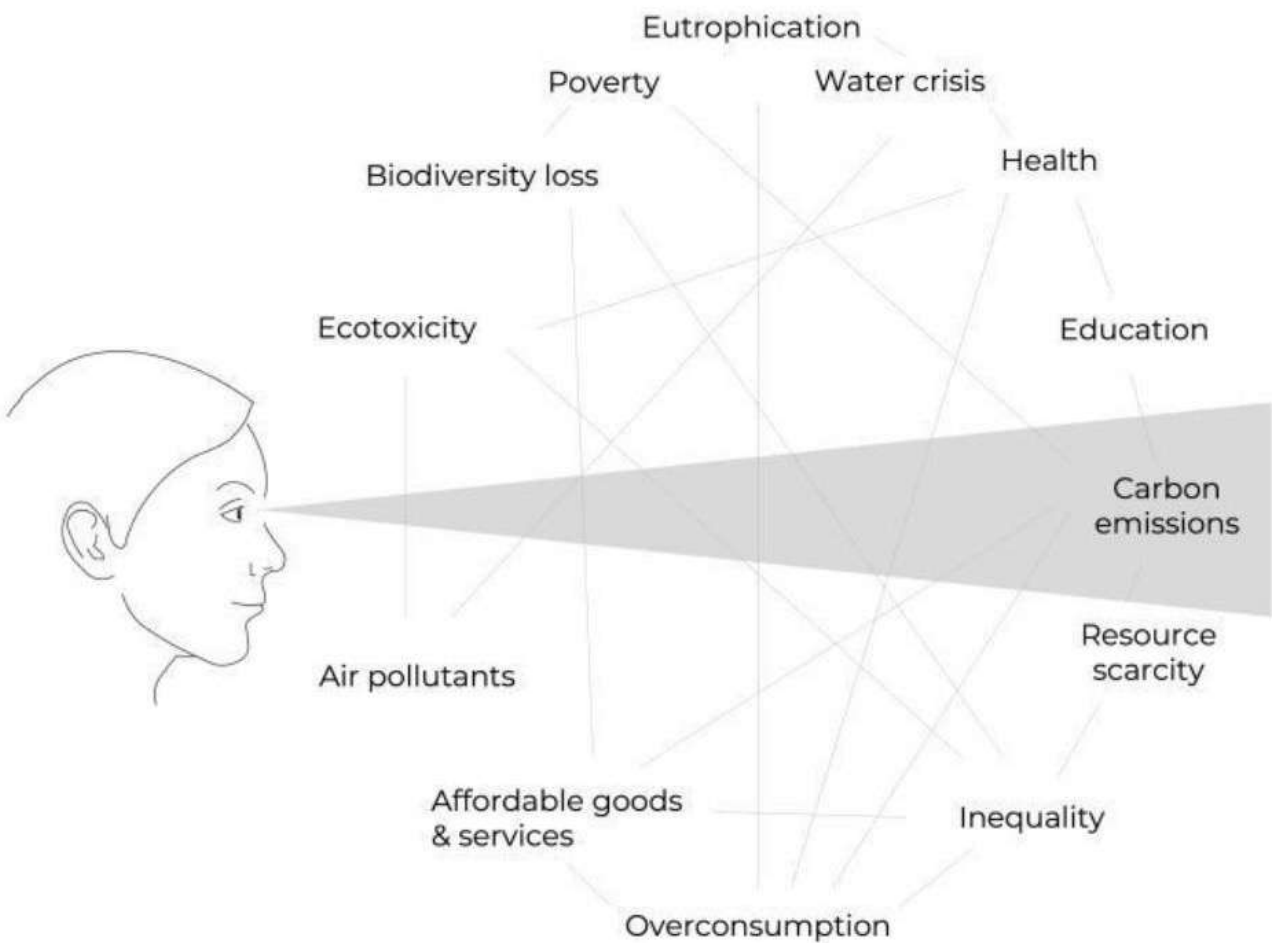 Eutrophication
Poverty
Water crisis
Health
Biodiversity loss
Ecotoxicity
Education
Carbon
emissions
Resource
scarcity
Air pollutants
Affordable goods
& services
Inequality
Overconsumption